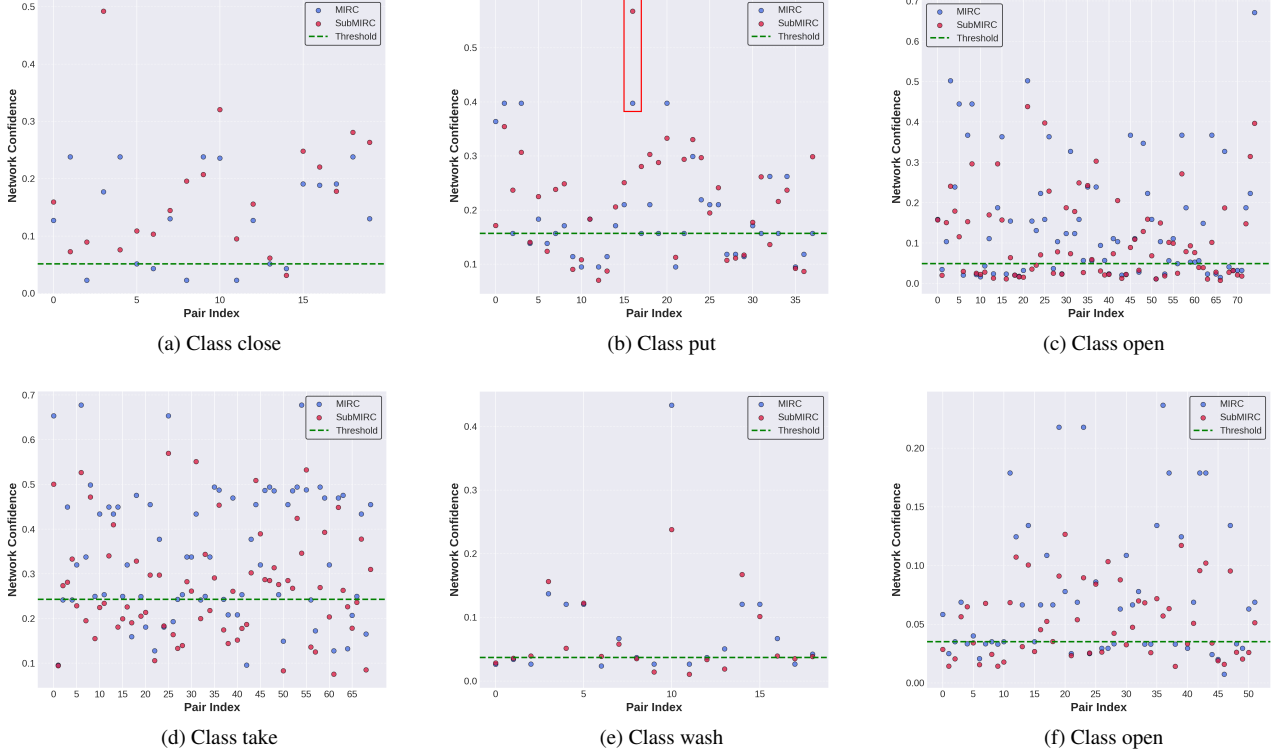 0.5
0.4
0.3
0.2
0.1
0.0
Network Confidence
0 5 10 15
Pair Index
MIRC
SubMIRC
Threshold
(a) Class close
0.5
0.4
0.3
0.2
0.1
Network Confidence
0 5 10 15 20 25 30 35
Pair Index
MIRC
SubMIRC
Threshold
(b) Class put
0.7
0.6
0.5
0.4
0.3
0.2
0.1
0.0
Network Confidence
0 5 10 15 20 25 30 35 40 45 50 55 60 67 70
Pair Index
MIRC
SubMIRC
Threshold
(c) Class open
0.7
0.6
0.5
0.4
0.3
0.2
0.1
Network Confidence
0 5 10 15 20 25 30 35 40 45 50 55 60 65
Pair Index
MIRC
SubMIRC
Threshold
(d) Class take
0.4
0.3
0.2
0.1
0.0
Network Confidence
0 5 10 15
Pair Index
MIRC
SubMIRC
Threshold
(e) Class wash
0.20
0.15
0.10
0.05
0.00
Network Confidence
0 5 10 15 20 25 30 35 40 45 50
Pair Index
MIRC
SubMIRC
Threshold
(f) Class open